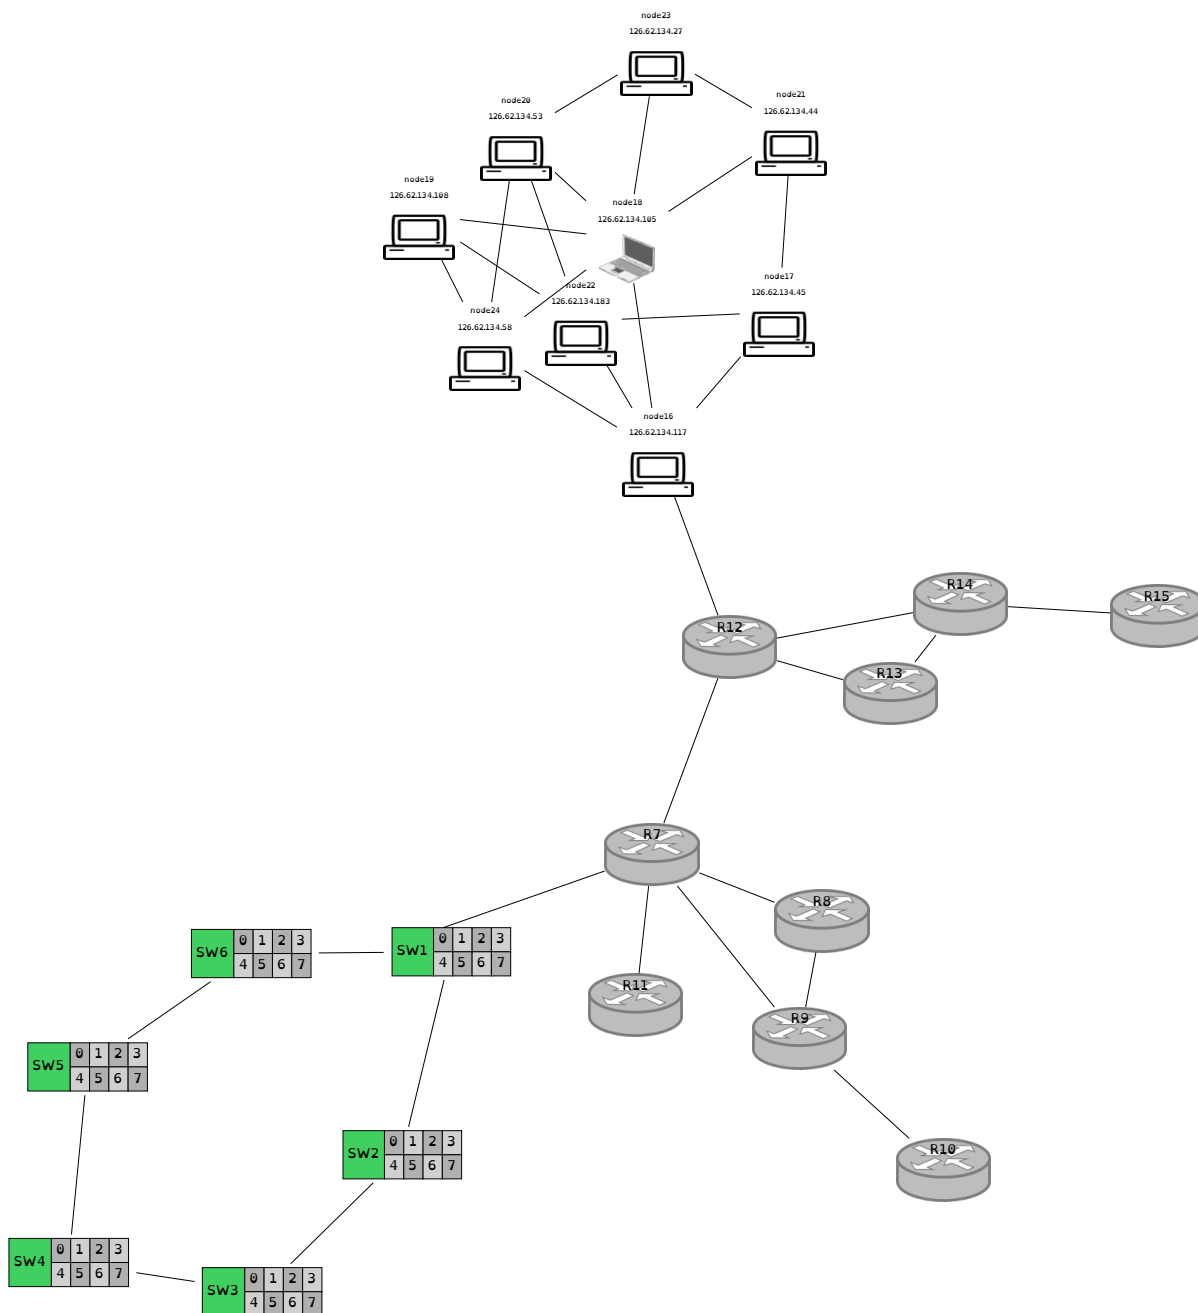 node23
126.62.134.27
node21
126.62.134.44
node20
126.62.134.53
node19
126.62.134.108
node18
126.62.134.105
node17
126.62.134.45
node22
126.62.134.183
node24
126.62.134.58
node16
126.62.134.117
R14
R15
R12
R13
R7
R8
SW6 0 1 2 3
4 5 6 7
SW1 0 1 2 3
4 5 6 7
R11
R9
SW5 0 1 2 3
4 5 6 7
SW2 0 1 2 3
4 5 6 7
R10
SW4 0 1 2 3
4 5 6 7
SW3 0 1 2 3
4 5 6 7